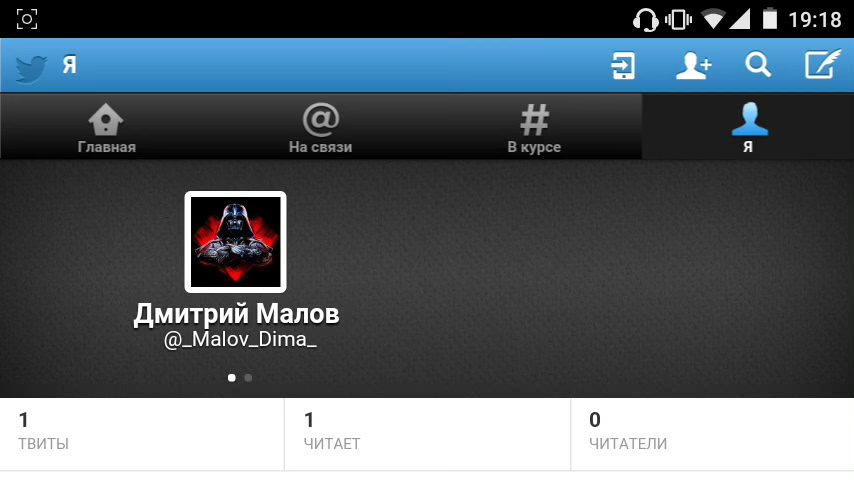 19:18
Я
Главная
На связи
В курсе
Я
Дмитрий Малов
@_Malov_Dima_
1
ТВИТЫ
1
ЧИТАЕТ
0
ЧИТАТЕЛИ